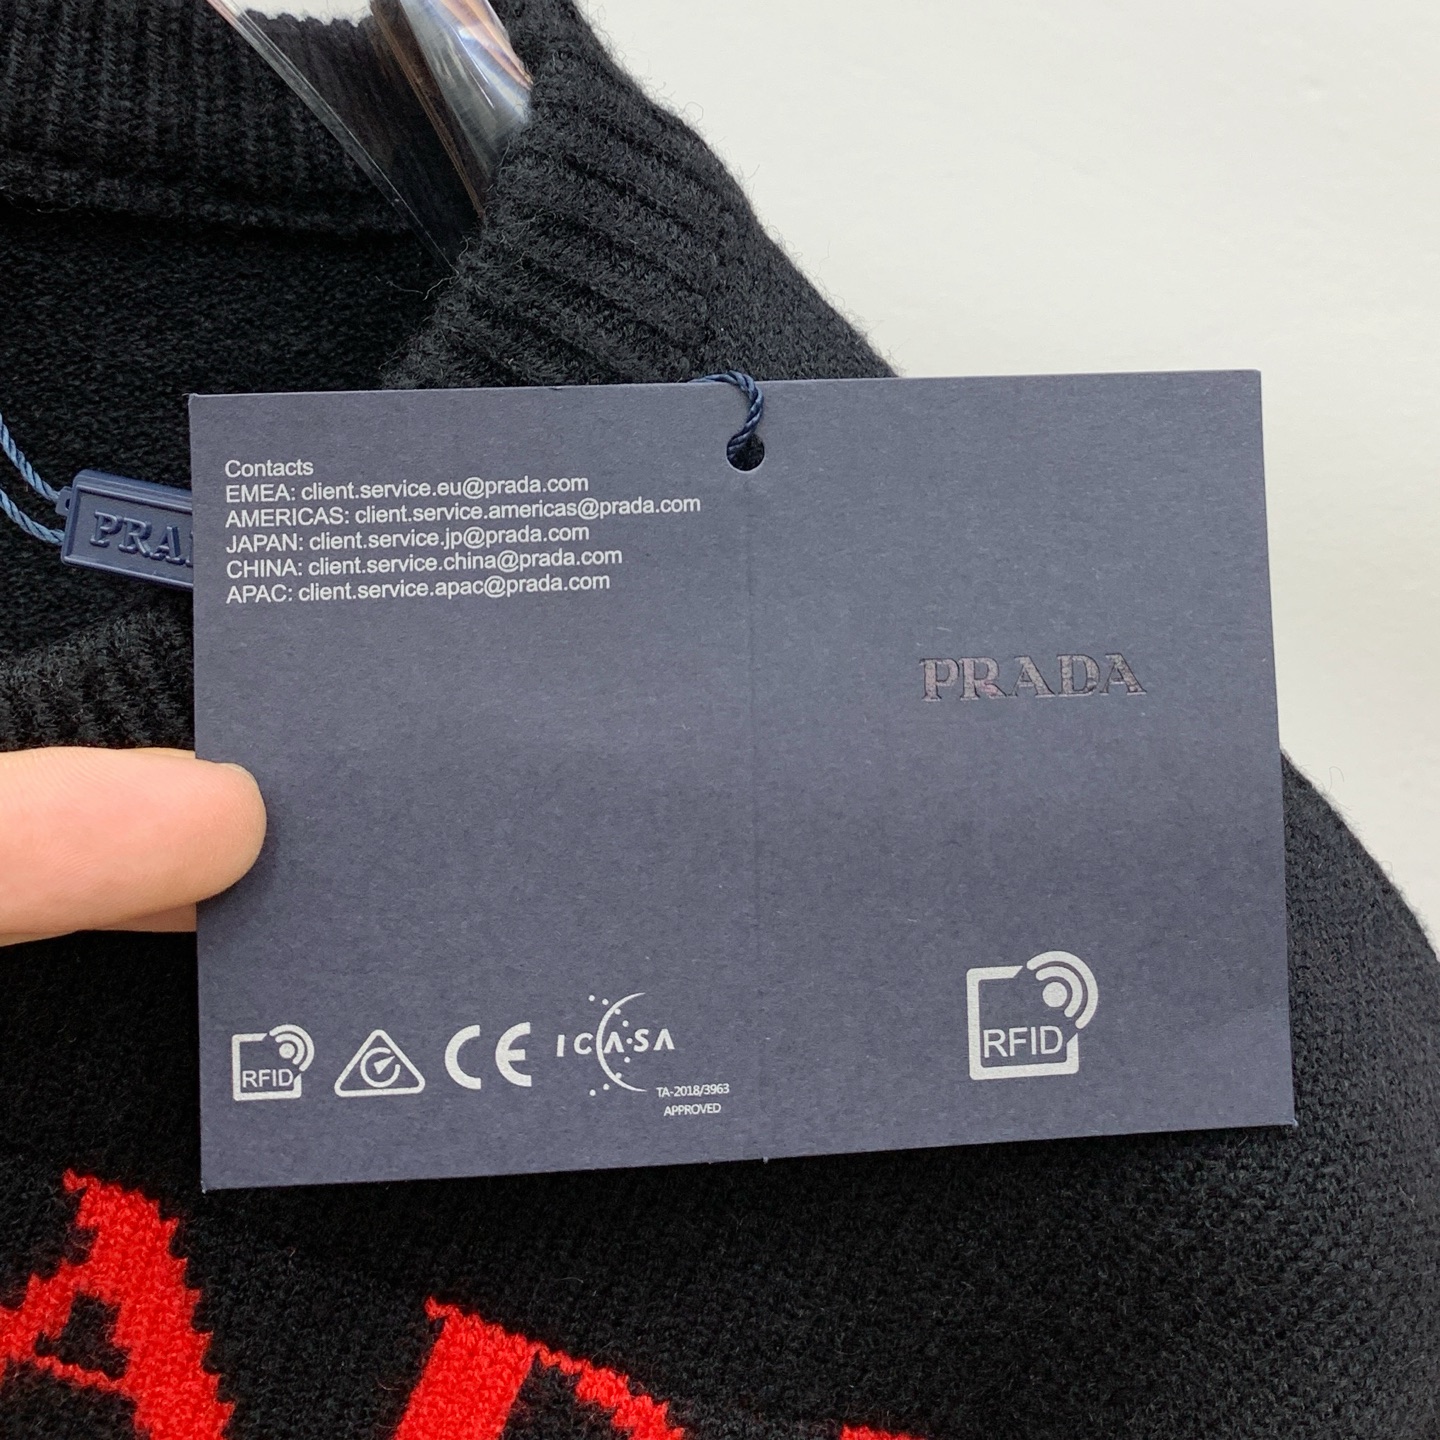 Contacts
EMEA: client.service.eu@prada.com
AMERICAS: client.service.americas@prada.com
JAPAN: client.service.jp@prada.com
CHINA: client.service.china@prada.com
APAC: client.service.apac@prada.com
PRA
PRADA
RFID
RFID
CE
ICASA
TA-2018/3963
APPROVED